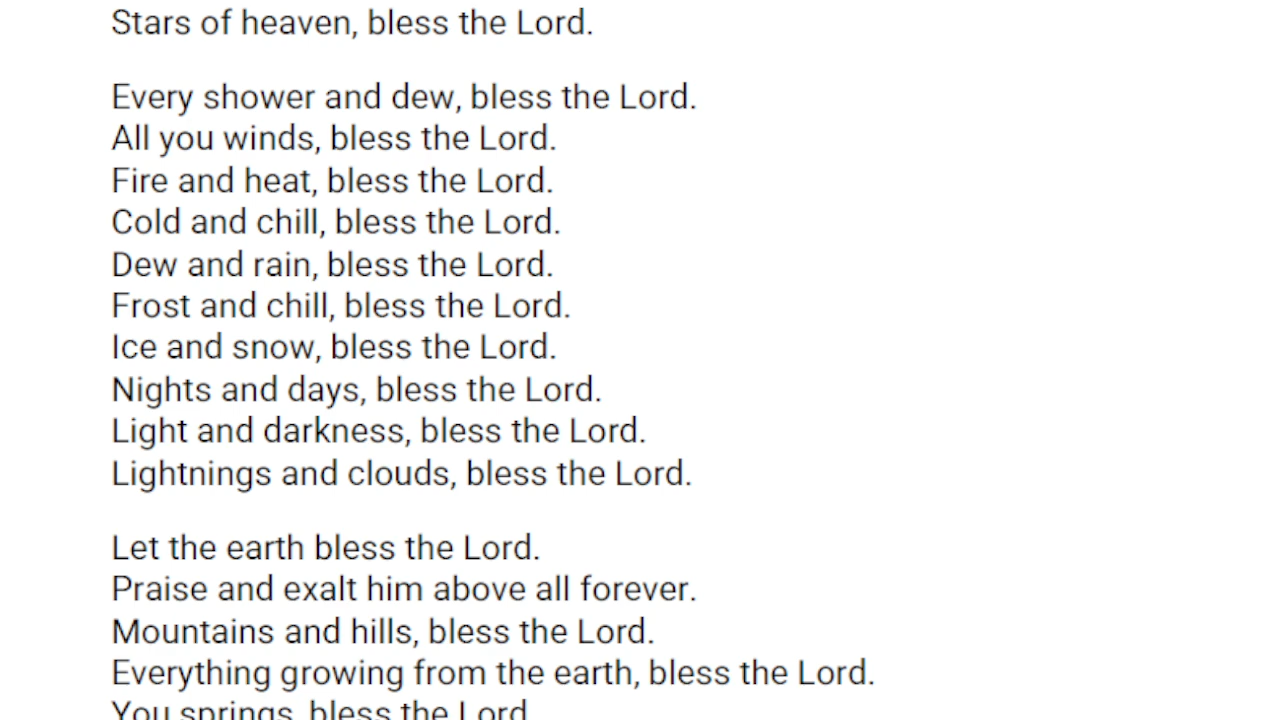 Stars of heaven, bless the Lord.
Every shower and dew, bless the Lord.
All you winds, bless the Lord.
Fire and heat, bless the Lord.
Cold and chill, bless the Lord.
Dew and rain, bless the Lord.
Frost and chill, bless the Lord.
Ice and snow, bless the Lord.
Nights and days, bless the Lord.
Light and darkness, bless the Lord.
Lightnings and clouds, bless the Lord.
Let the earth bless the Lord.
Praise and exalt him above all forever.
Mountains and hills, bless the Lord.
Everything growing from the earth, bless the Lord.
You springs, bless the Lord.